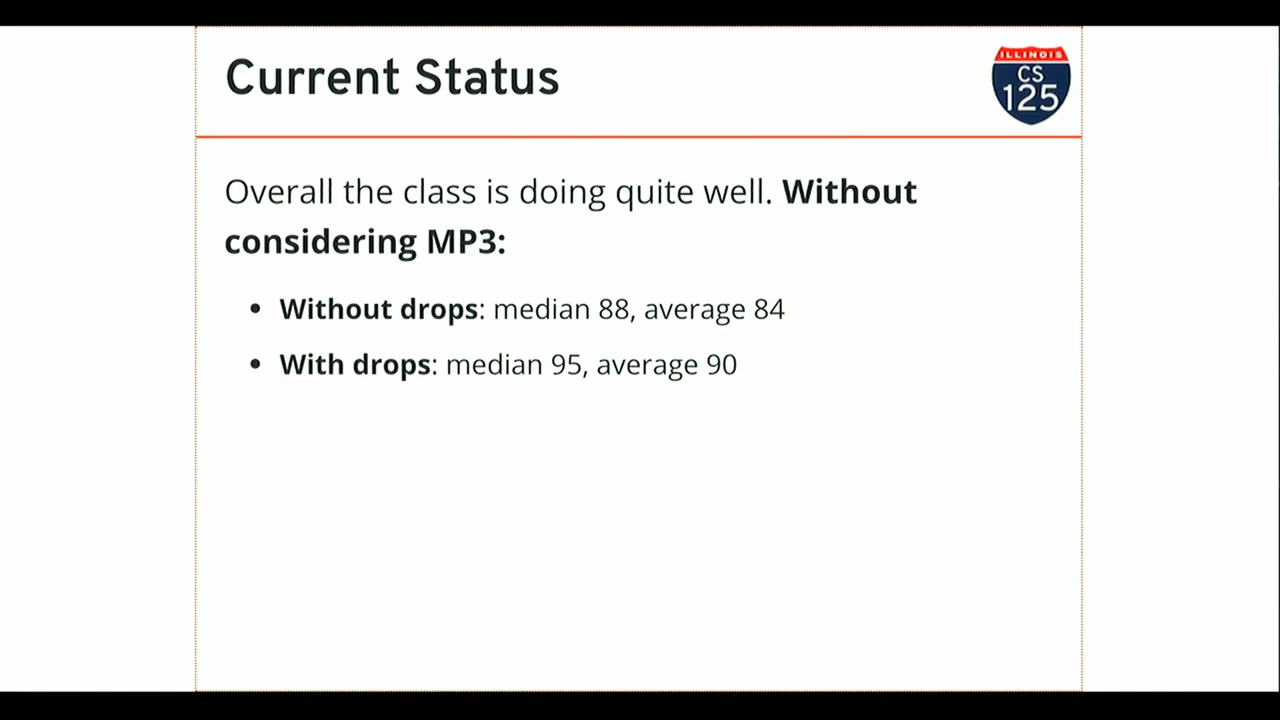 Current Status
ILLINOIS
CS
125
Overall the class is doing quite well. Without
considering MP3:
• Without drops: median 88, average 84
• With drops: median 95, average 90